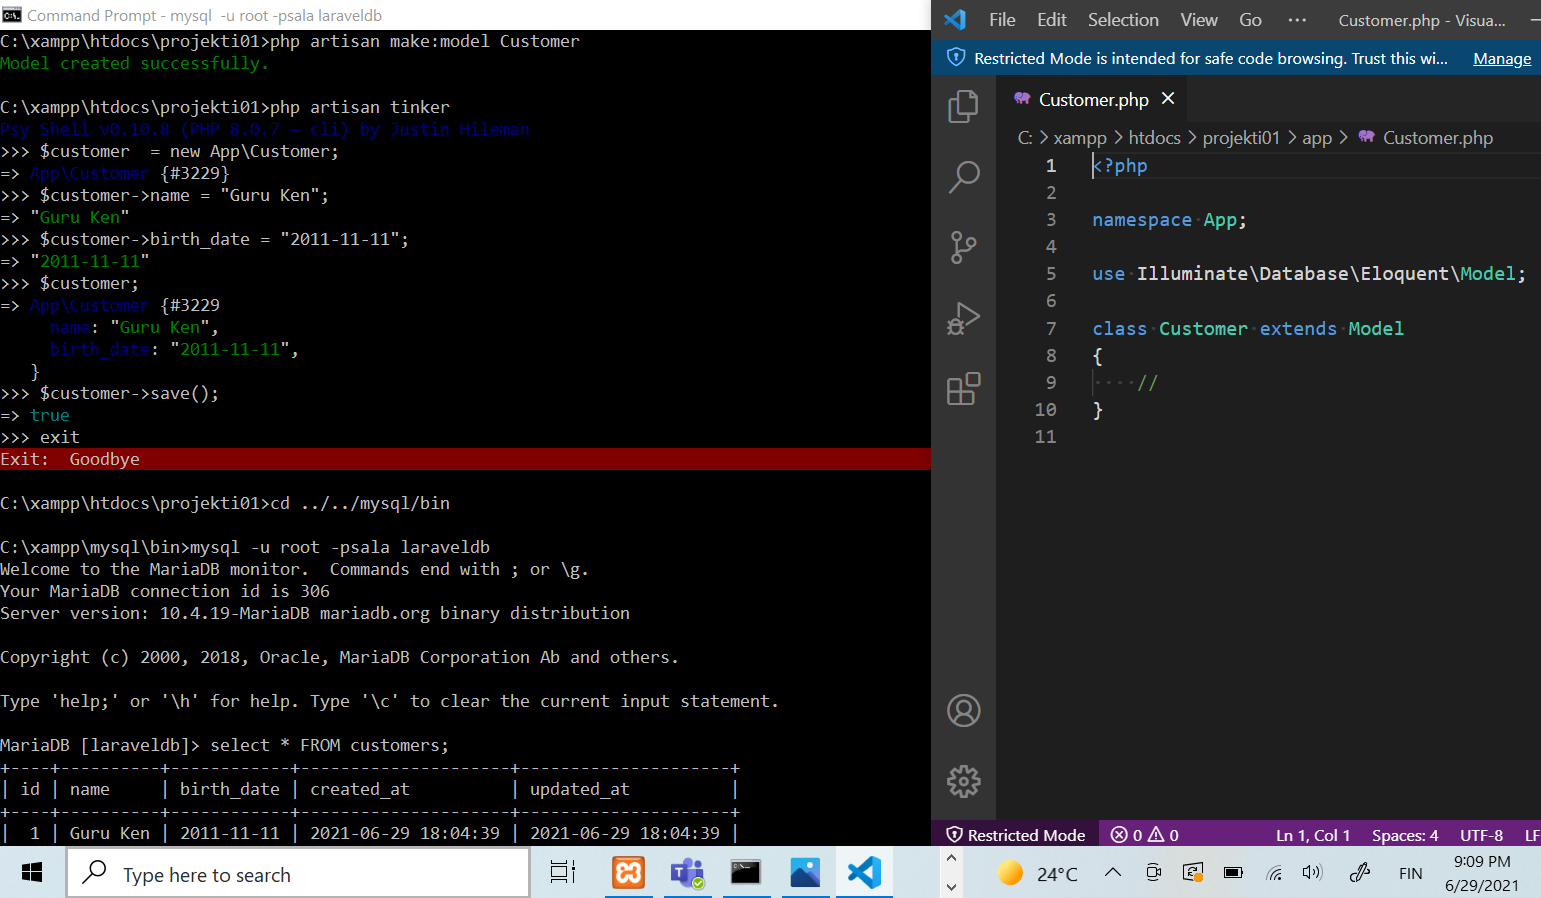 Command Prompt - mysql  -u root -psala laraveldb
C:\xampp\htdocs\projekti01>php artisan make:model Customer
Model created successfully.
C:\xampp\htdocs\projekti01>php artisan tinker
Psy Shell v0.10.8 (PHP 8.0.7 — cli) by Justin Hileman
>>> $customer  = new App\Customer;
=> App\Customer {#3229}
>>> $customer->name = "Guru Ken";
=> "Guru Ken"
>>> $customer->birth_date = "2011-11-11";
=> "2011-11-11"
>>> $customer;
=> App\Customer {#3229
     name: "Guru Ken",
     birth_date: "2011-11-11",
   }
>>> $customer->save();
=> true
>>> exit
Exit:  Goodbye
C:\xampp\htdocs\projekti01>cd ../../mysql/bin
C:\xampp\mysql\bin>mysql -u root -psala laraveldb
Welcome to the MariaDB monitor.  Commands end with ; or \g.
Your MariaDB connection id is 306
Server version: 10.4.19-MariaDB mariadb.org binary distribution
Copyright (c) 2000, 2018, Oracle, MariaDB Corporation Ab and others.
Type 'help;' or '\h' for help. Type '\c' to clear the current input statement.
MariaDB [laraveldb]> select * FROM customers;
+----+----------+------------+---------------------+---------------------+
| id | name     | birth_date | created_at          | updated_at          |
+----+----------+------------+---------------------+---------------------+
|  1 | Guru Ken | 2011-11-11 | 2021-06-29 18:04:39 | 2021-06-29 18:04:39 |
File Edit Selection View Go ··· Customer.php - Visua...
Restricted Mode is intended for safe code browsing. Trust this wi... Manage
Customer.php
C: > xampp > htdocs > projekti01 > app > Customer.php
1 <?php
2
3 namespace App;
4
5 use Illuminate\Database\Eloquent\Model;
6
7 class Customer extends Model
8 {
9     //
10 }
11
Restricted Mode 0 0 Ln 1, Col 1 Spaces: 4 UTF-8 LF
Type here to search
24°C FIN 9:09 PM
6/29/2021